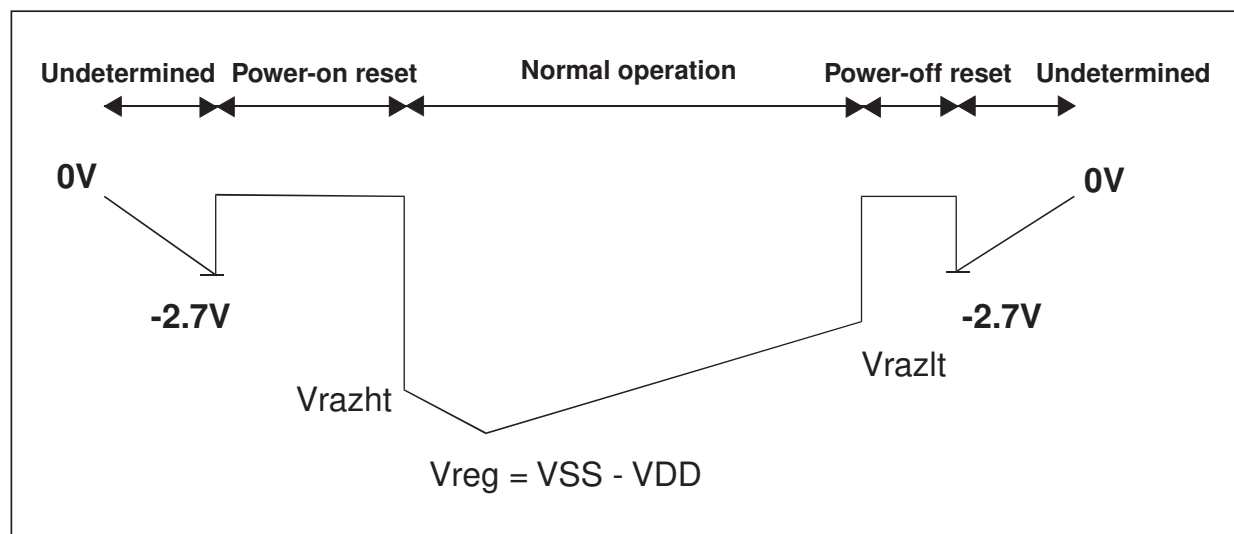 Undetermined Power-on reset Normal operation Power-off reset Undetermined
0V 0V
-2.7V -2.7V
Vrazht Vrazlt
Vreg = VSS - VDD